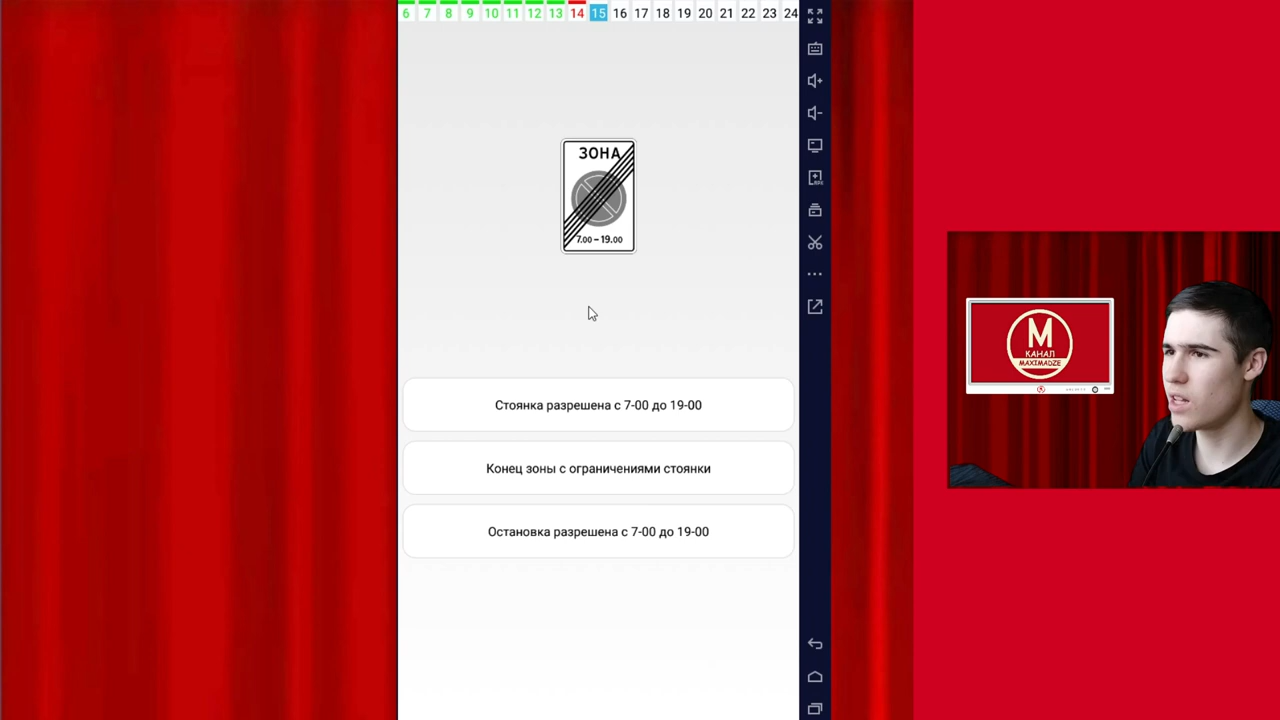 6 7 8 9 10 11 12 13 14 15 16 17 18 19 20 21 22 23 24
ЗОНА
7.00 – 19.00
Стоянка разрешена с 7-00 до 19-00
Конец зоны с ограничениями стоянки
Остановка разрешена с 7-00 до 19-00
М
КАНАЛ
MAXIMADZE